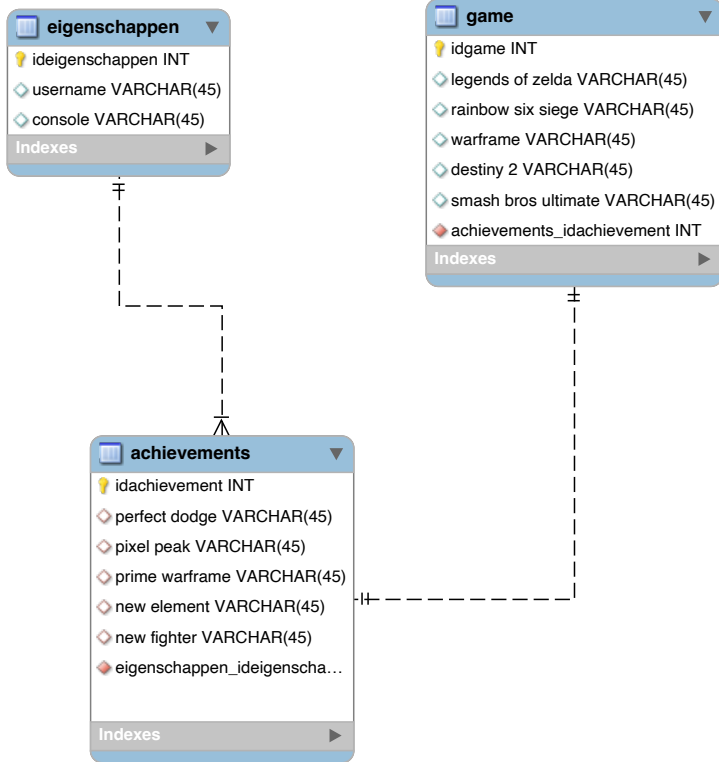 eigenschappen
ideigenschappen INT
username VARCHAR(45)
console VARCHAR(45)
Indexes
game
idgame INT
legends of zelda VARCHAR(45)
rainbow six siege VARCHAR(45)
warframe VARCHAR(45)
destiny 2 VARCHAR(45)
smash bros ultimate VARCHAR(45)
achievements_idachievement INT
Indexes
achievements
idachievement INT
perfect dodge VARCHAR(45)
pixel peak VARCHAR(45)
prime warframe VARCHAR(45)
new element VARCHAR(45)
new fighter VARCHAR(45)
eigenschappen_ideigenscha…
Indexes